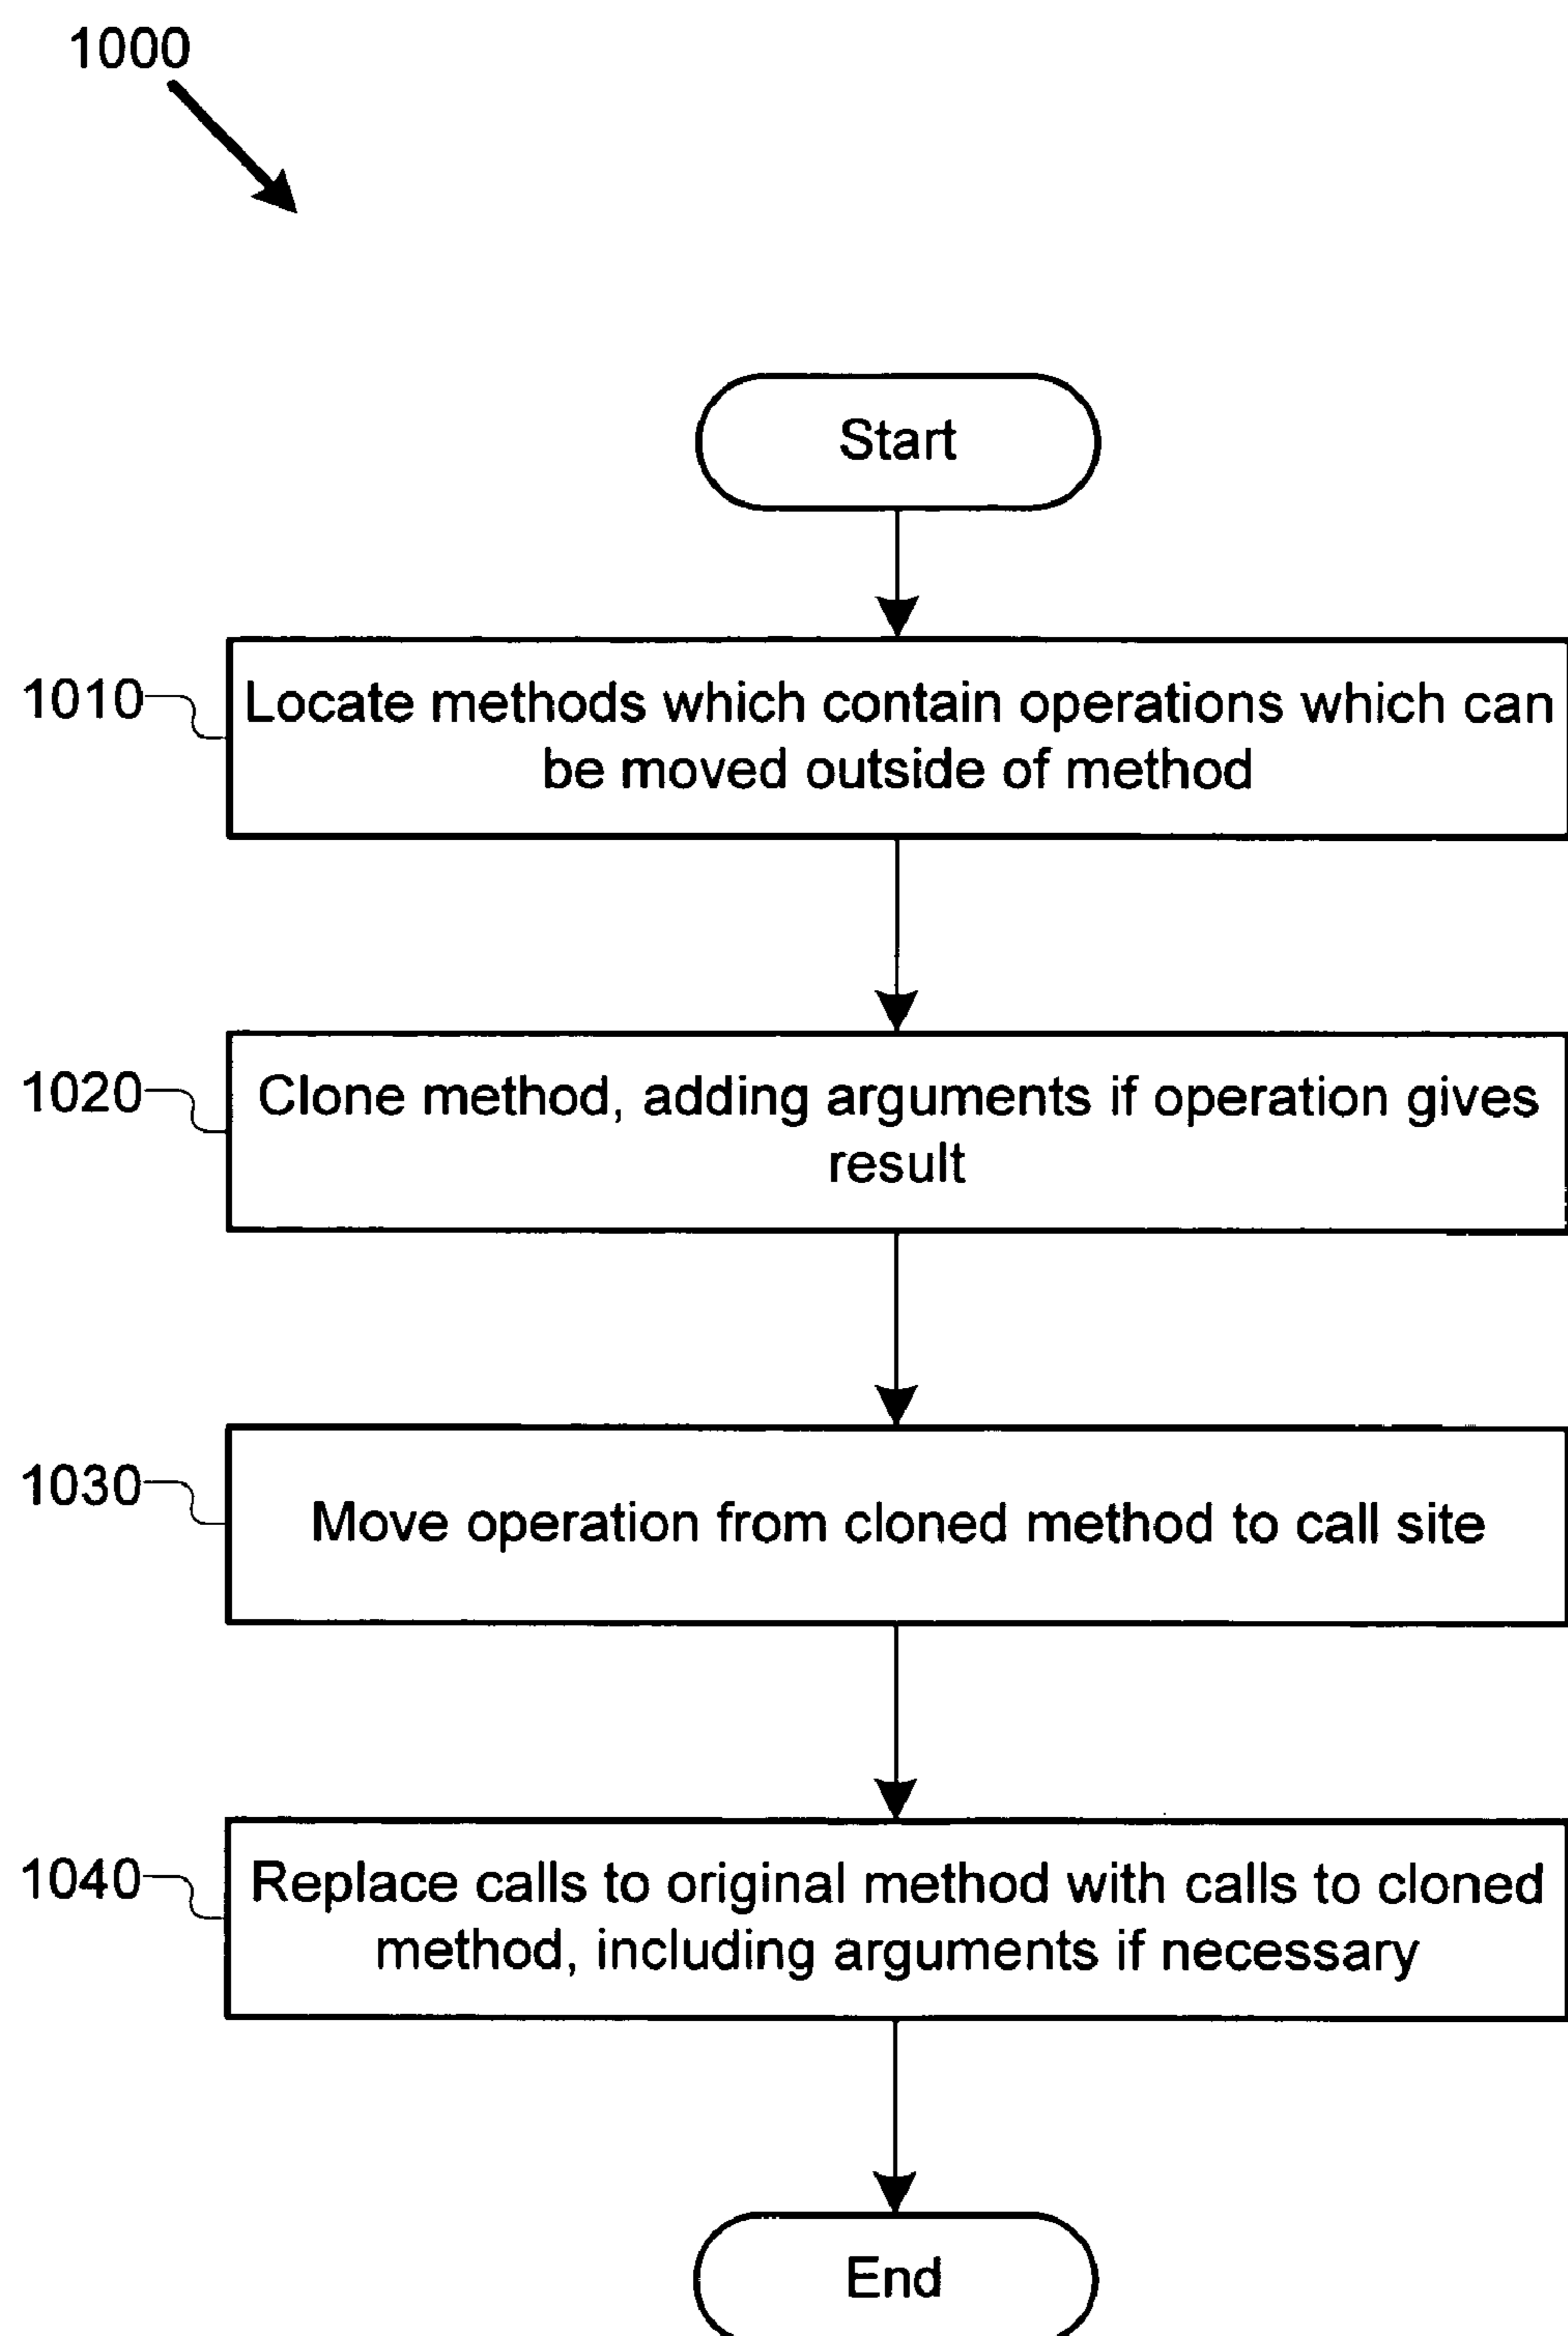 1000
Start
1010
Locate methods which contain operations which can
be moved outside of method
1020
Clone method, adding arguments if operation gives
result
1030
Move operation from cloned method to call site
1040
Replace calls to original method with calls to cloned
method, including arguments if necessary
End